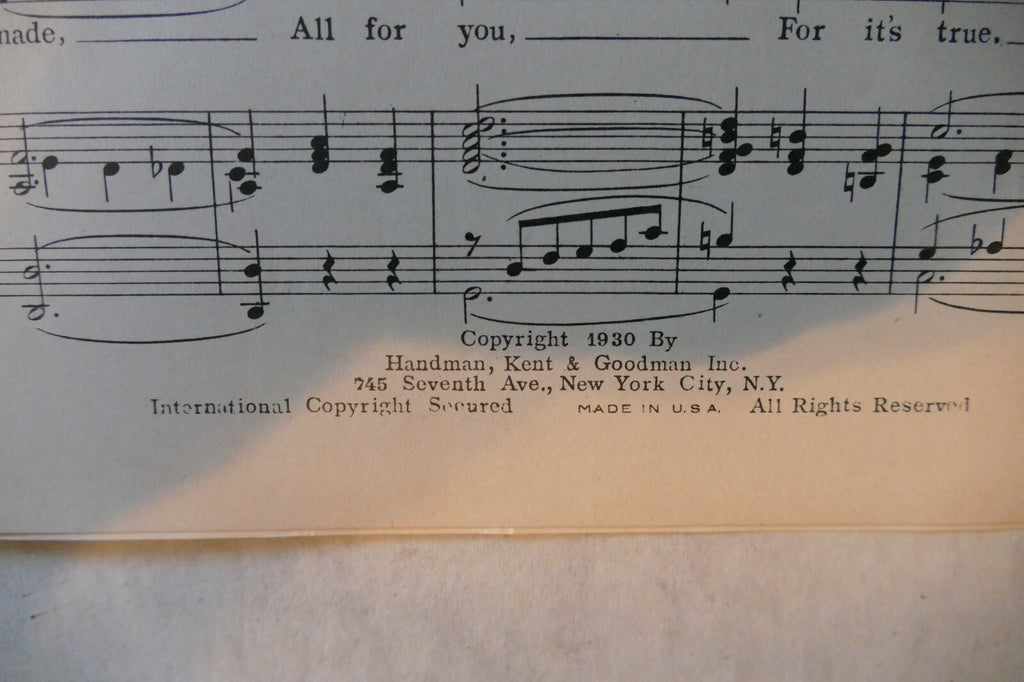 All for you, For it's true.
Copyright 1930 By
Handman, Kent & Goodman Inc.
745 Seventh Ave., New York City, N.Y.
International Copyright Secured MADE IN U.S.A. All Rights Reserved